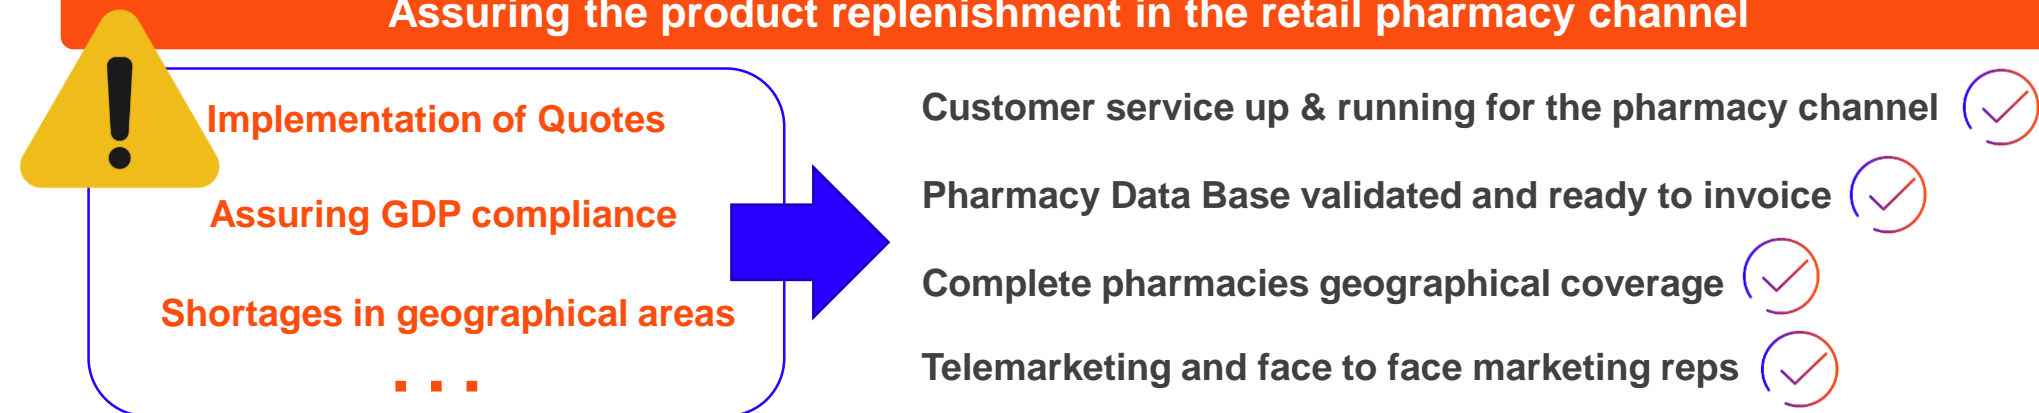 Assuring the product replenishment in the retail pharmacy channel
Implementation of Quotes
Assuring GDP compliance
Shortages in geographical areas
. . .
Customer service up & running for the pharmacy channel
Pharmacy Data Base validated and ready to invoice
Complete pharmacies geographical coverage
Telemarketing and face to face marketing reps